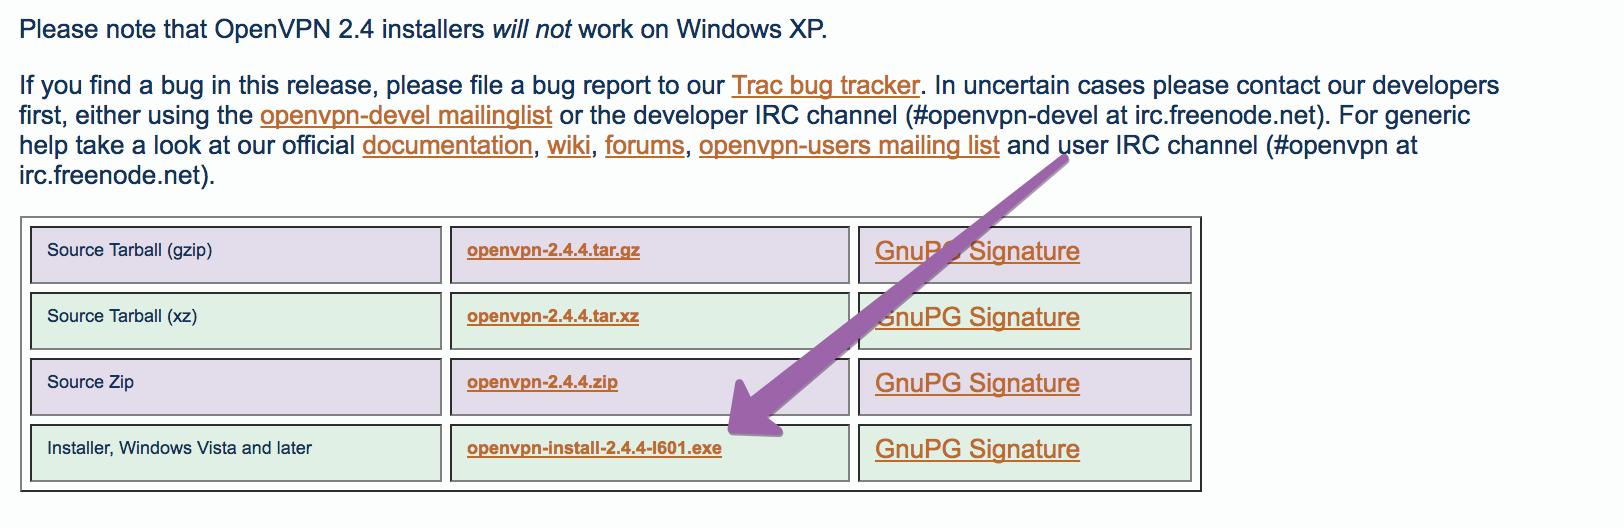 Please note that OpenVPN 2.4 installers will not work on Windows XP.
If you find a bug in this release, please file a bug report to our Trac bug tracker. In uncertain cases please contact our developers
first, either using the openvpn-devel mailinglist or the developer IRC channel (#openvpn-devel at irc.freenode.net). For generic
help take a look at our official documentation, wiki, forums, openvpn-users mailing list and user IRC channel (#openvpn at
irc.freenode.net).
Source Tarball (gzip) openvpn-2.4.4.tar.gz GnuPG Signature
Source Tarball (xz) openvpn-2.4.4.tar.xz GnuPG Signature
Source Zip openvpn-2.4.4.zip GnuPG Signature
Installer, Windows Vista and later openvpn-install-2.4.4-I601.exe GnuPG Signature